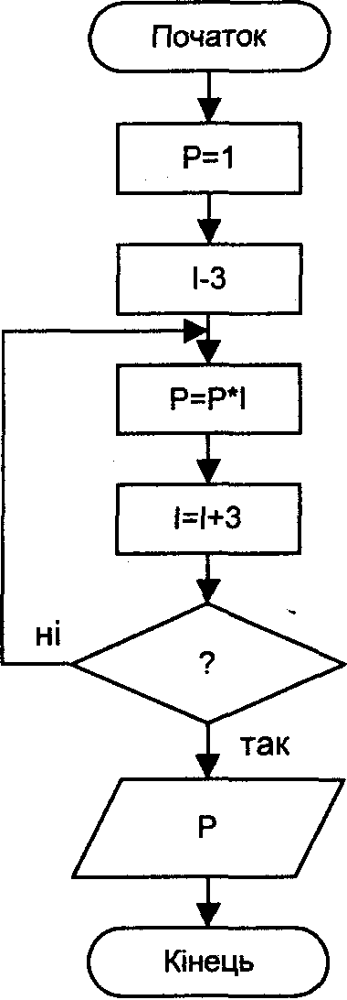 Початок
P=1
I-3
P=P*I
I=I+3
ні
?
так
P
Кінець